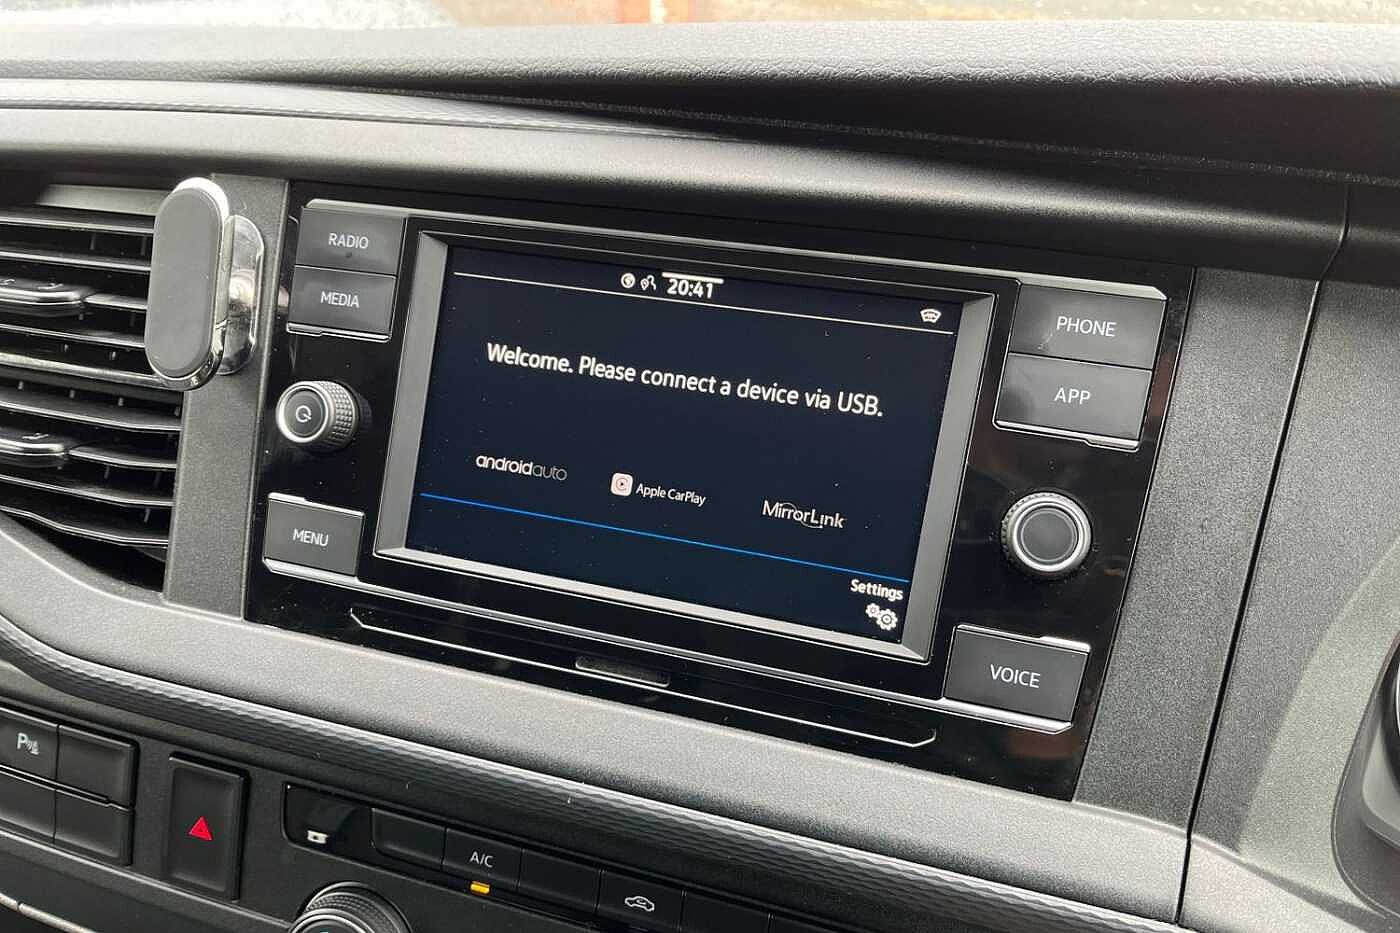 RADIO
MEDIA
MENU
20:41
Welcome. Please connect a device via USB.
androidauto
Apple CarPlay
MirrorLink
Settings
PHONE
APP
VOICE
P
A/C